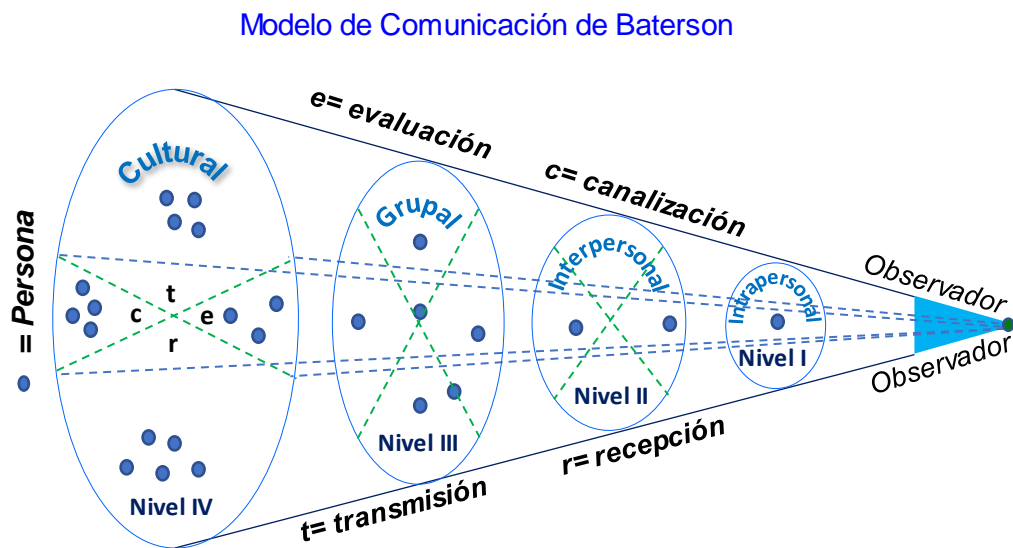 Modelo de Comunicación de Baterson
e= evaluación
c= canalización
Cultural
Grupal
Interpersonal
Intrapersonal
Observador
= Persona
t
c
e
r
Observador
Nivel I
Nivel II
Nivel III
Nivel IV
r= recepción
t= transmisión